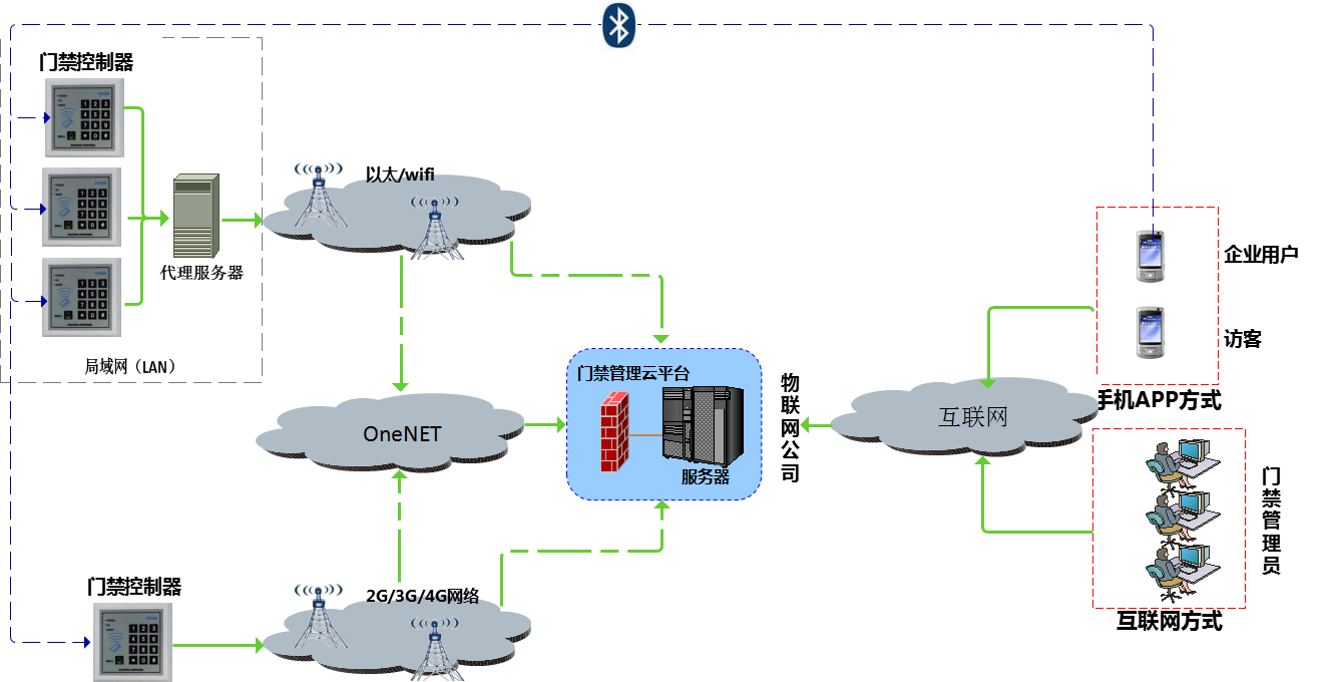 门禁控制器
以太/wifi
代理服务器
企业用户
访客
局域网（LAN）
门禁管理云平台
物联网公司
手机APP方式
OneNET
互联网
服务器
门禁管理员
门禁控制器
2G/3G/4G网络
互联网方式